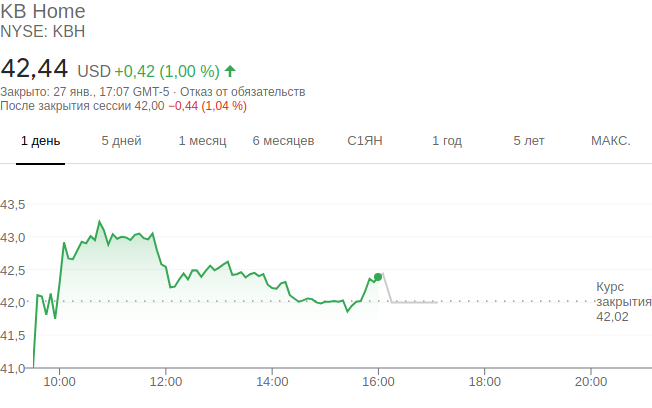 KB Home
NYSE: KBH
42,44 USD +0,42 (1,00 %)
Закрыто: 27 янв., 17:07 GMT-5 · Отказ от обязательств
После закрытия сессии 42,00 −0,44 (1,04 %)
1 день 5 дней 1 месяц 6 месяцев С1ЯН 1 год 5 лет МАКС.
43,5
43,0
42,5
42,0
41,5
41,0
Курс
закрытия
42,02
10:00 12:00 14:00 16:00 18:00 20:00